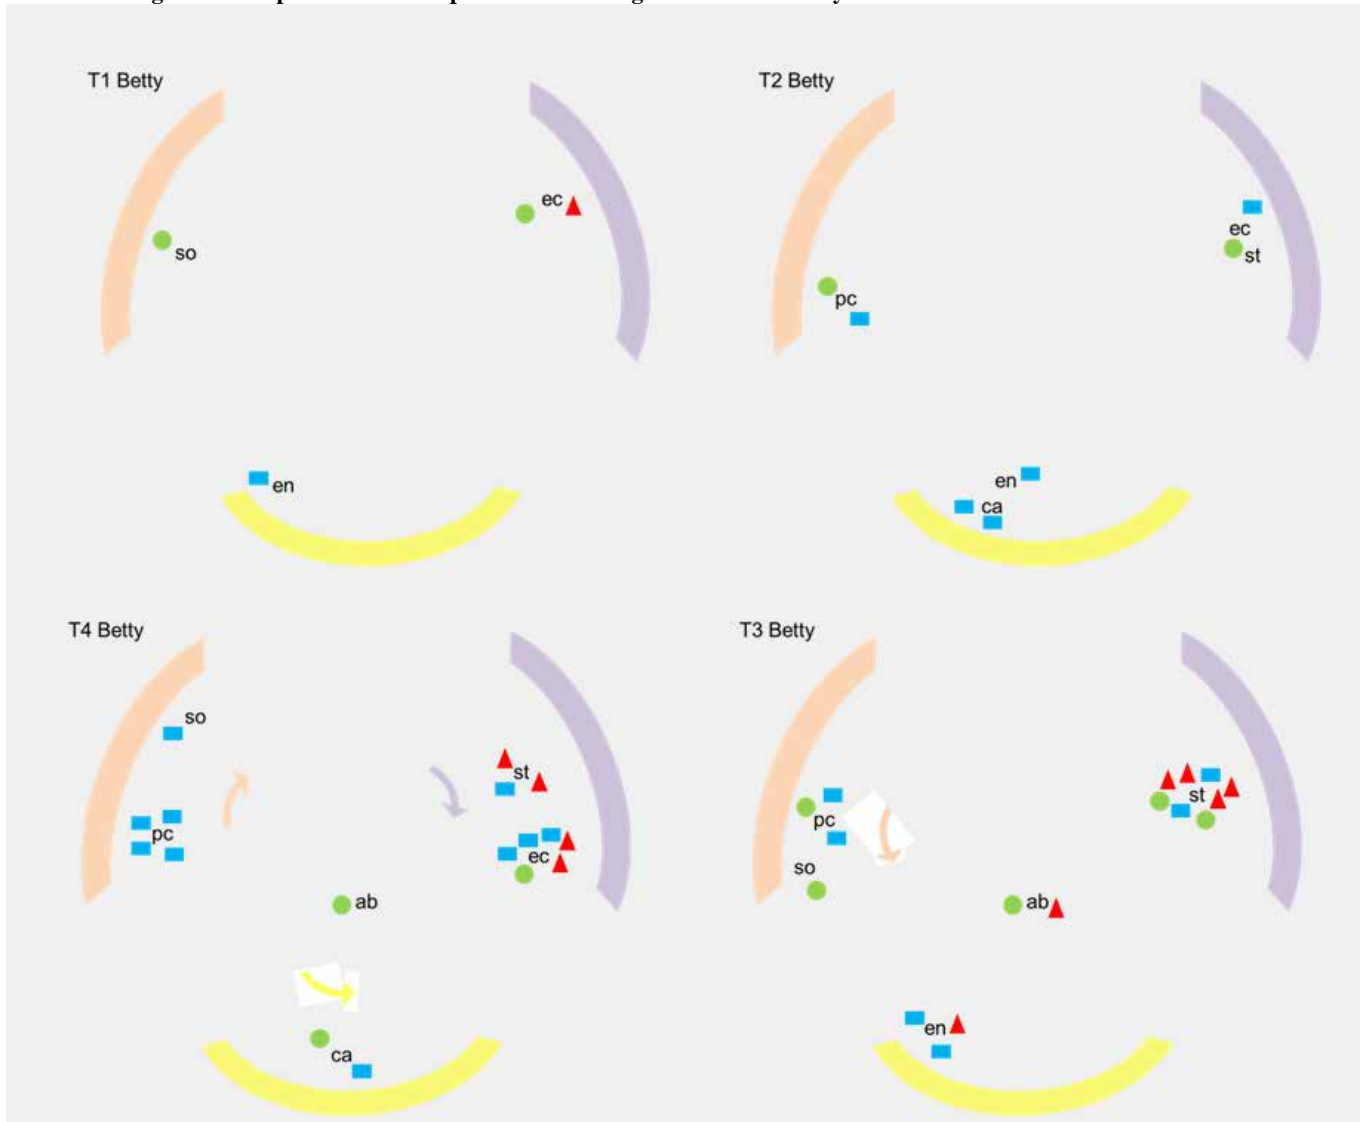 T1 Betty
so
ec
en
T2 Betty
ec
st
pc
en
ca
T4 Betty
so
st
pc
ec
ab
ca
T3 Betty
st
pc
so
ab
en